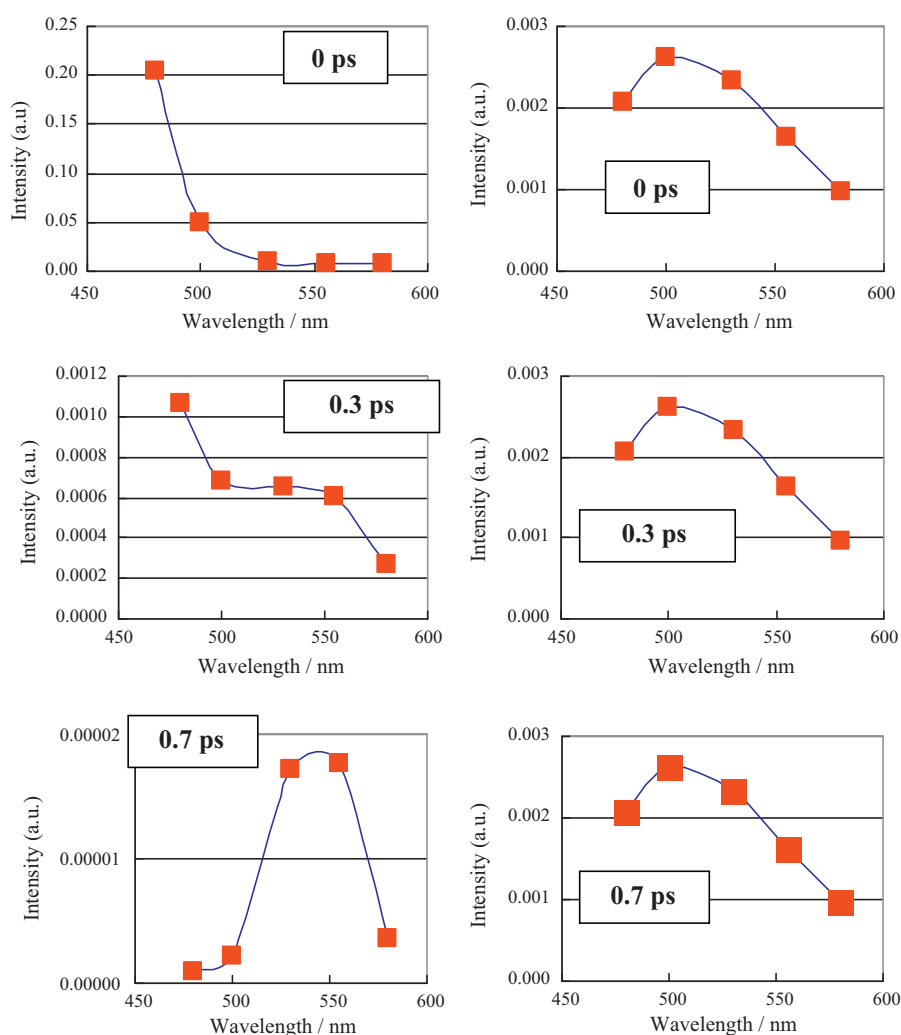 0.25
0.20
0.15
0.10
0.05
0.00
Intensity (a.u)
0 ps
450 500 550 600
Wavelength / nm
0.003
0.002
0.001
0.000
Intensity (a.u.)
0 ps
450 500 550 600
Wavelength / nm
0.0012
0.0010
0.0008
0.0006
0.0004
0.0002
0.0000
Intensity (a.u.)
0.3 ps
450 500 550 600
Wavelength / nm
0.003
0.002
0.001
0.000
Intensity (a.u.)
0.3 ps
450 500 550 600
Wavelength / nm
0.00002
0.00001
0.00000
Intensity (a.u.)
0.7 ps
450 500 550 600
Wavelength / nm
0.003
0.002
0.001
0.000
Intensity (a.u.)
0.7 ps
450 500 550 600
Wavelength / nm